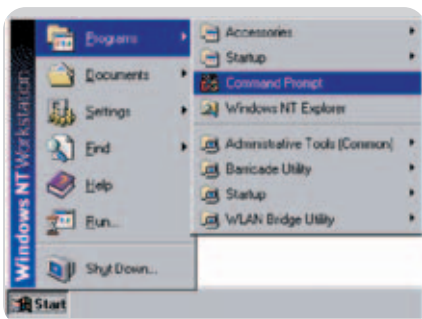 Programs
Documents
Settings
Find
Help
Run...
Shut Down...
Start
Windows NT Workstation
Accessories
Startup
Command Prompt
Windows NT Explorer
Administrative Tools (Common)
Barricade Utility
Startup
WLAN Bridge Utility